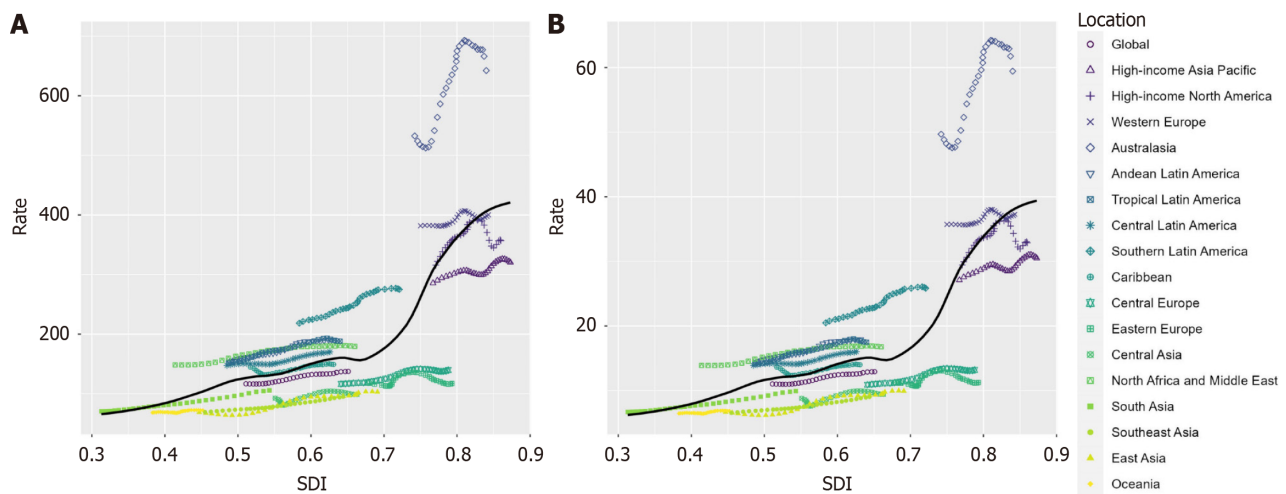 A
Rate
600
400
200
0.3 0.4 0.5 0.6 0.7 0.8 0.9
SDI
B
Rate
60
40
20
0.3 0.4 0.5 0.6 0.7 0.8 0.9
SDI
Location
Global
High-income Asia Pacific
High-income North America
Western Europe
Australasia
Andean Latin America
Tropical Latin America
Central Latin America
Southern Latin America
Caribbean
Central Europe
Eastern Europe
Central Asia
North Africa and Middle East
South Asia
Southeast Asia
East Asia
Oceania